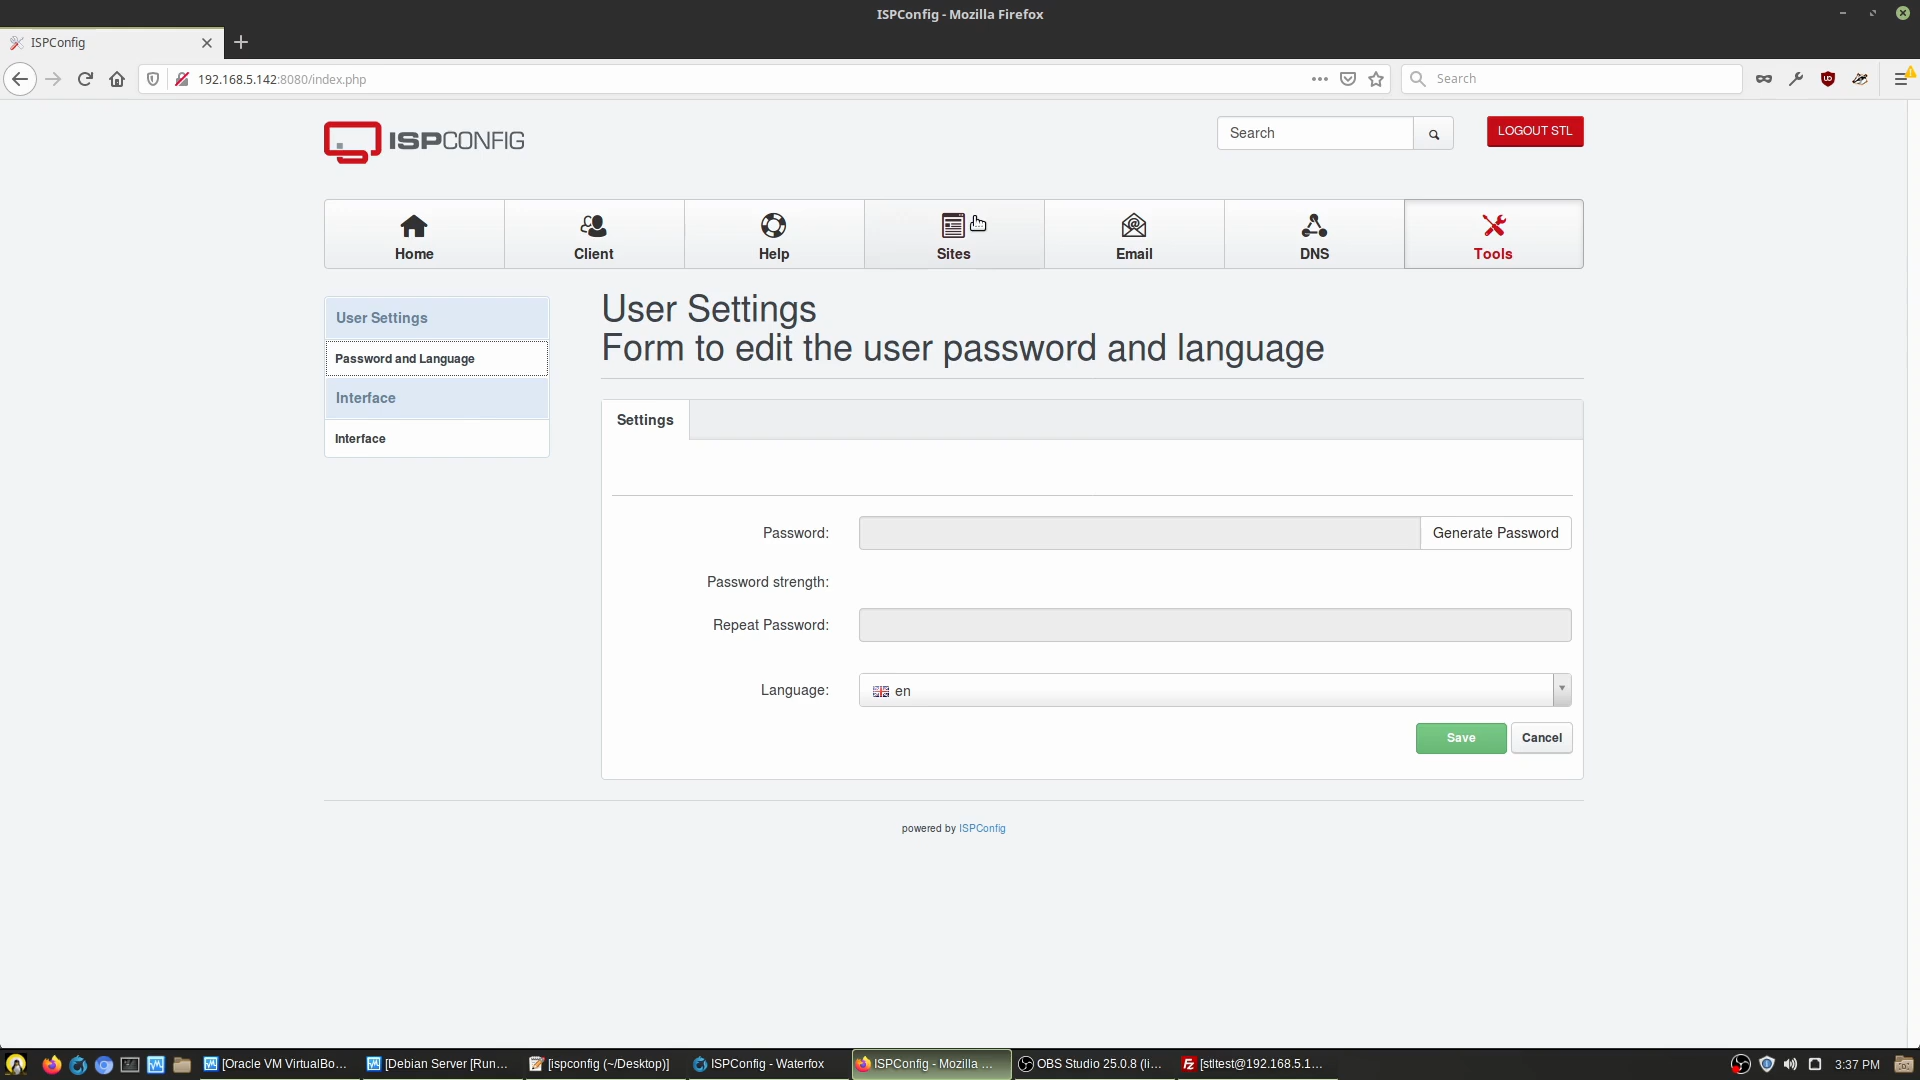 ISPConfig - Mozilla Firefox
ISPConfig
192.168.5.142:8080/index.php
Search
ISPCONFIG
Search
LOGOUT STL
Home
Client
Help
Sites
Email
DNS
Tools
User Settings
Password and Language
Interface
Interface
User Settings
Form to edit the user password and language
Settings
Password:
Generate Password
Password strength:
Repeat Password:
Language:
en
Save
Cancel
powered by ISPConfig
[Oracle VM VirtualBo...
[Debian Server [Run...
[ispconfig (~/Desktop)]
ISPConfig - Waterfox
ISPConfig - Mozilla ...
OBS Studio 25.0.8 (li...
[stltest@192.168.5.1...
3:37 PM